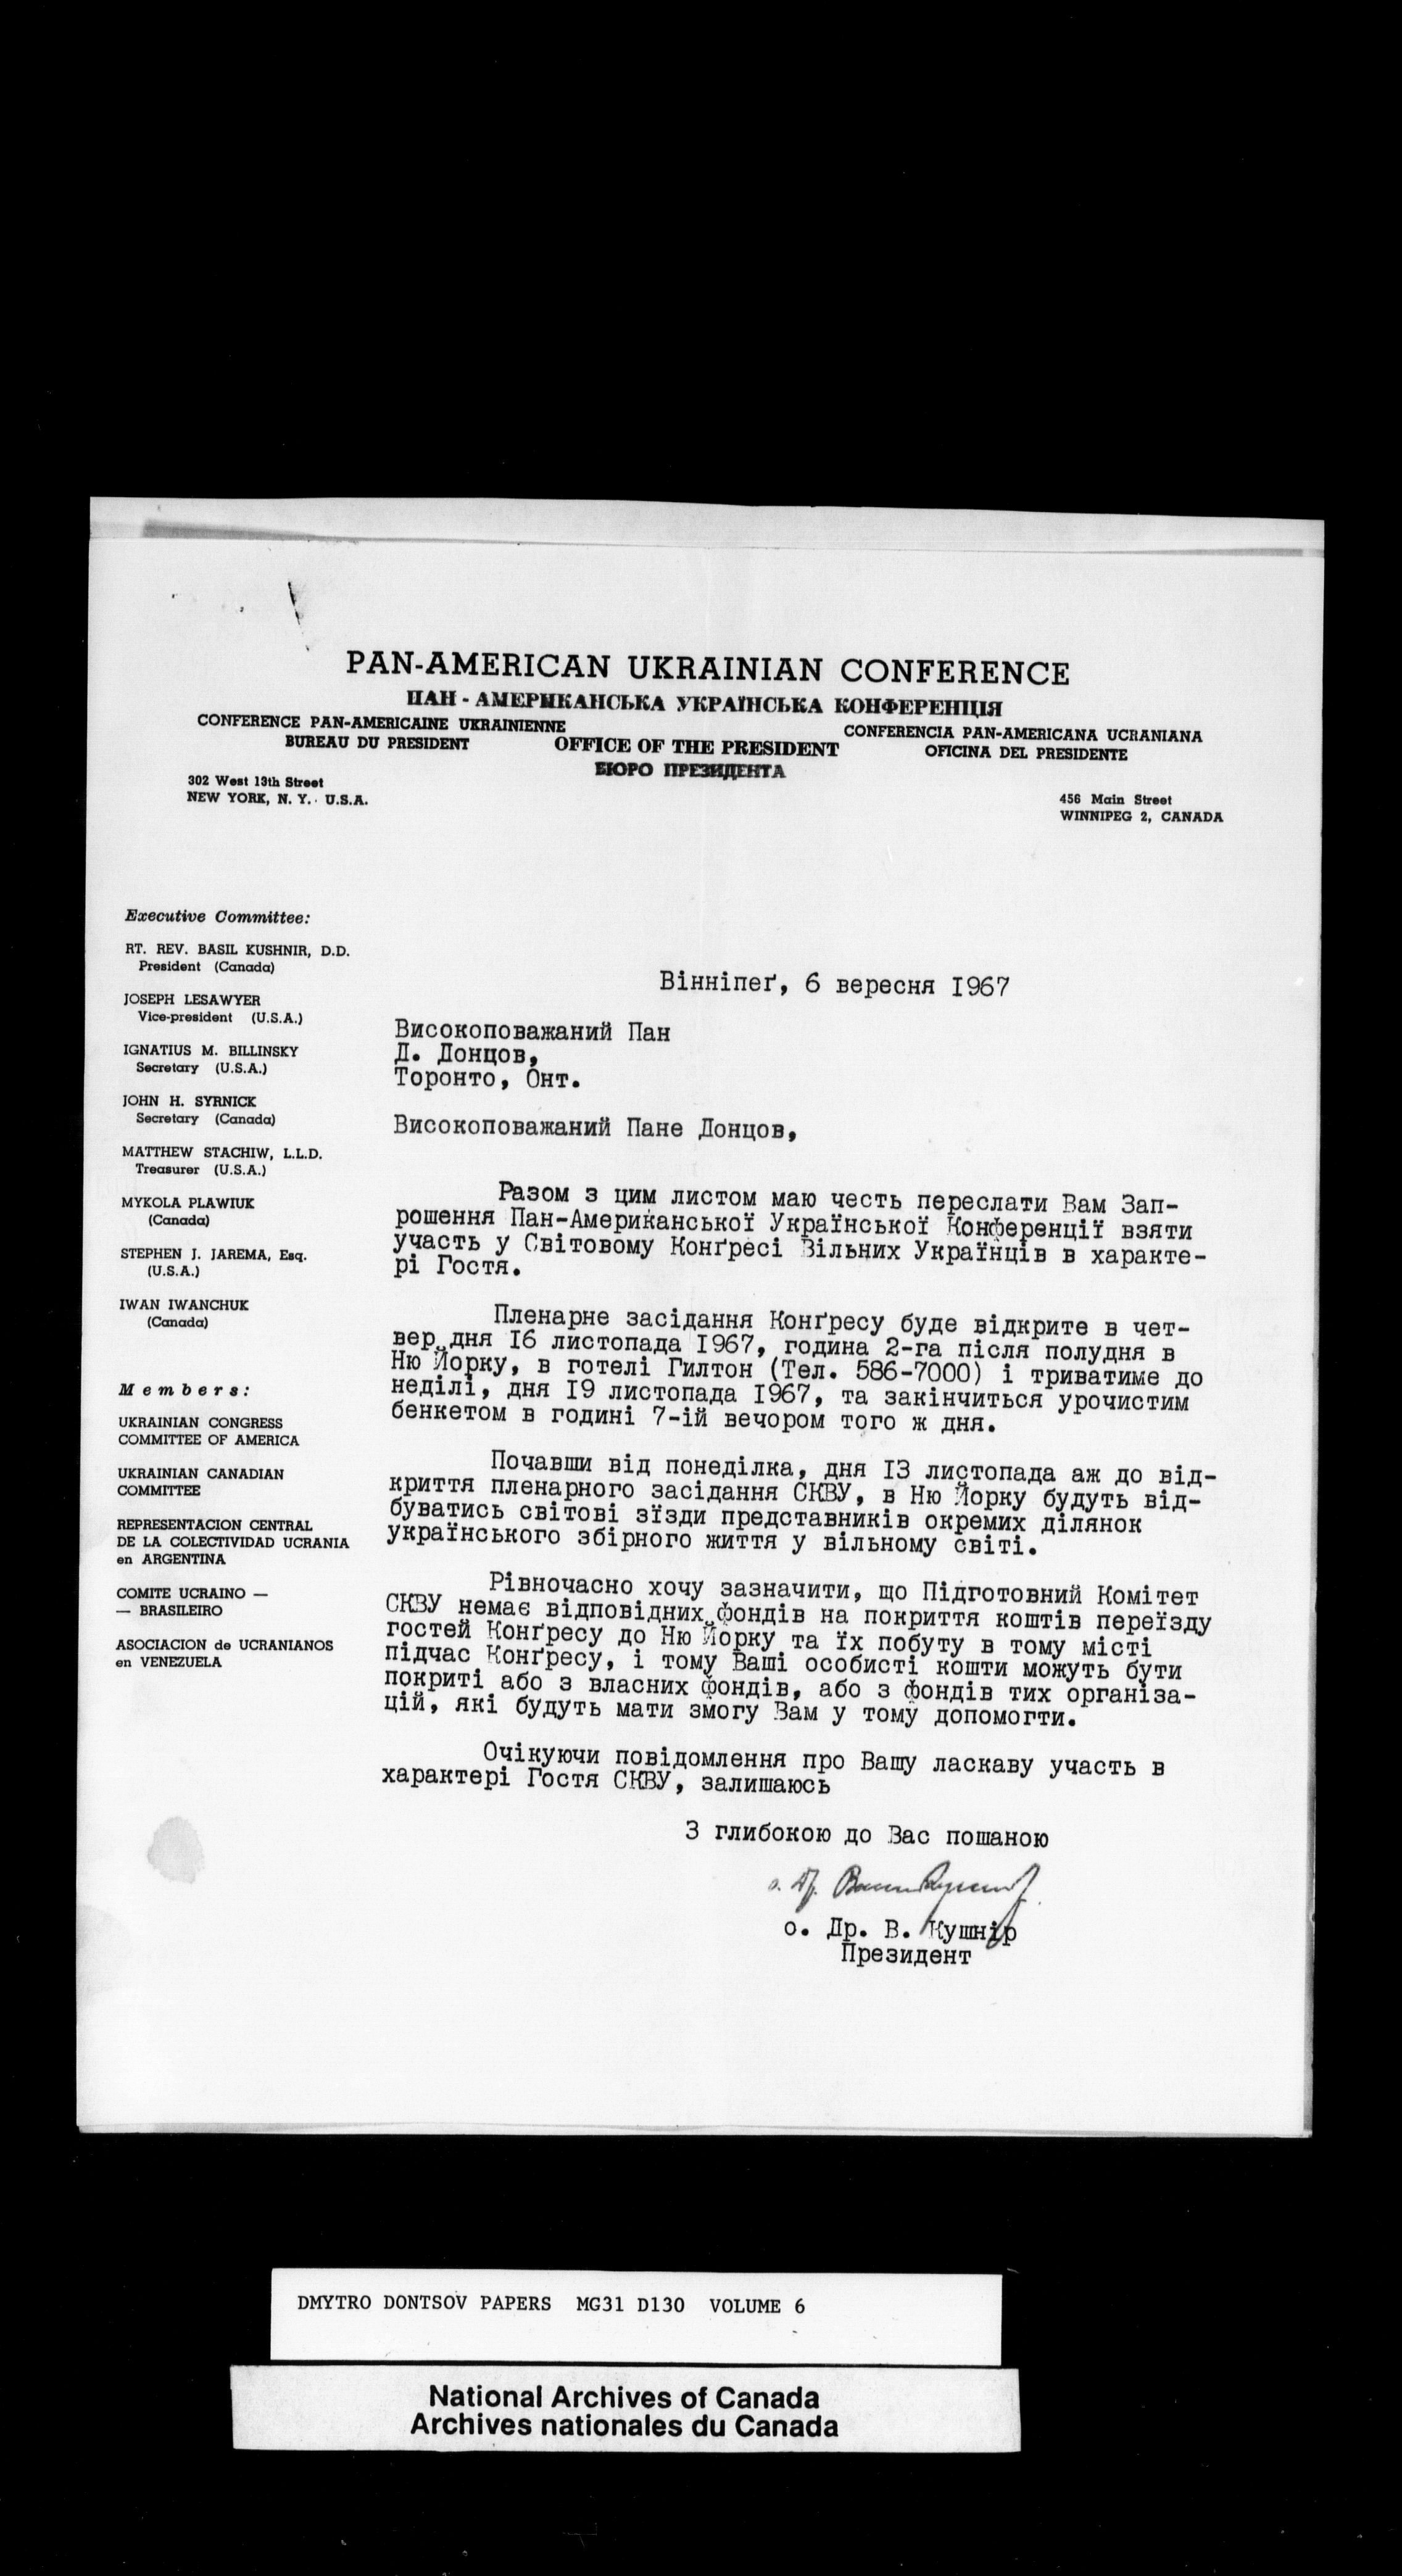 PAN-AMERICAN UKRAINIAN CONFERENCE
ПАН - АМЕРИКАНСЬКА УКРАЇНСЬКА КОНФЕРЕНЦІЯ
CONFERENCE PAN-AMERICAINE UKRAINIENNE
BUREAU DU PRESIDENT
CONFERENCIA PAN-AMERICANA UCRANIANA
OFICINA DEL PRESIDENTE
OFFICE OF THE PRESIDENT
БЮРО ПРЕЗИДЕНТА
302 West 13th Street
NEW YORK, N. Y. U.S.A.
456 Main Street
WINNIPEG 2, CANADA
Executive Committee:
RT. REV. BASIL KUSHNIR, D.D.
President (Canada)
JOSEPH LESAWYER
Vice-president (U.S.A.)
IGNATIUS M. BILLINSKY
Secretary (U.S.A.)
JOHN H. SYRNICK
Secretary (Canada)
MATTHEW STACHIW, L.L.D.
Treasurer (U.S.A.)
MYKOLA PLAWIUK
(Canada)
STEPHEN J. JAREMA, Esq.
(U.S.A.)
IWAN IWANCHUK
(Canada)
Members:
UKRAINIAN CONGRESS
COMMITTEE OF AMERICA
UKRAINIAN CANADIAN
COMMITTEE
REPRESENTACION CENTRAL
DE LA COLECTIVIDAD UCRANIA
en ARGENTINA
COMITE UCRAINO —
— BRASILEIRO
ASOCIACION de UCRANIANOS
en VENEZUELA
Вінніпеґ, 6 вересня 1967
Високоповажаний Пан
Д. Донцов,
Торонто, Онт.
Високоповажаний Пане Донцов,
Разом з цим листом маю честь переслати Вам Зап-
рошення Пан-Американської Української Конференції взяти
участь у Світовому Конґресі Вільних Українців в характе-
рі Гостя.
Пленарне засідання Конґресу буде відкрите в чет-
вер дня 16 листопада 1967, година 2-га після полудня в
Ню Йорку, в готелі Гилтон (Тел. 586-7000) і триватиме до
неділі, дня 19 листопада 1967, та закінчиться урочистим
бенкетом в годині 7-ій вечором того ж дня.
Почавши від понеділка, дня 13 листопада аж до від-
криття пленарного засідання СКВУ, в Ню Йорку будуть від-
буватись світові зїзди представників окремих ділянок
українського збірного життя у вільному світі.
Рівночасно хочу зазначити, що Підготовний Комітет
СКВУ немає відповідних фондів на покриття коштів переїзду
гостей Конґресу до Ню Йорку та їх побуту в тому місті
підчас Конґресу, і тому Ваші особисті кошти можуть бути
покриті або з власних фондів, або з фондів тих організа-
цій, які будуть мати змогу Вам у тому допомогти.
Очікуючи повідомлення про Вашу ласкаву участь в
характері Гостя СКВУ, залишаюсь
З глибокою до Вас пошаною
о. Др. В. Кушнір
Президент
DMYTRO DONTSOV PAPERS MG31 D130 VOLUME 6
National Archives of Canada
Archives nationales du Canada